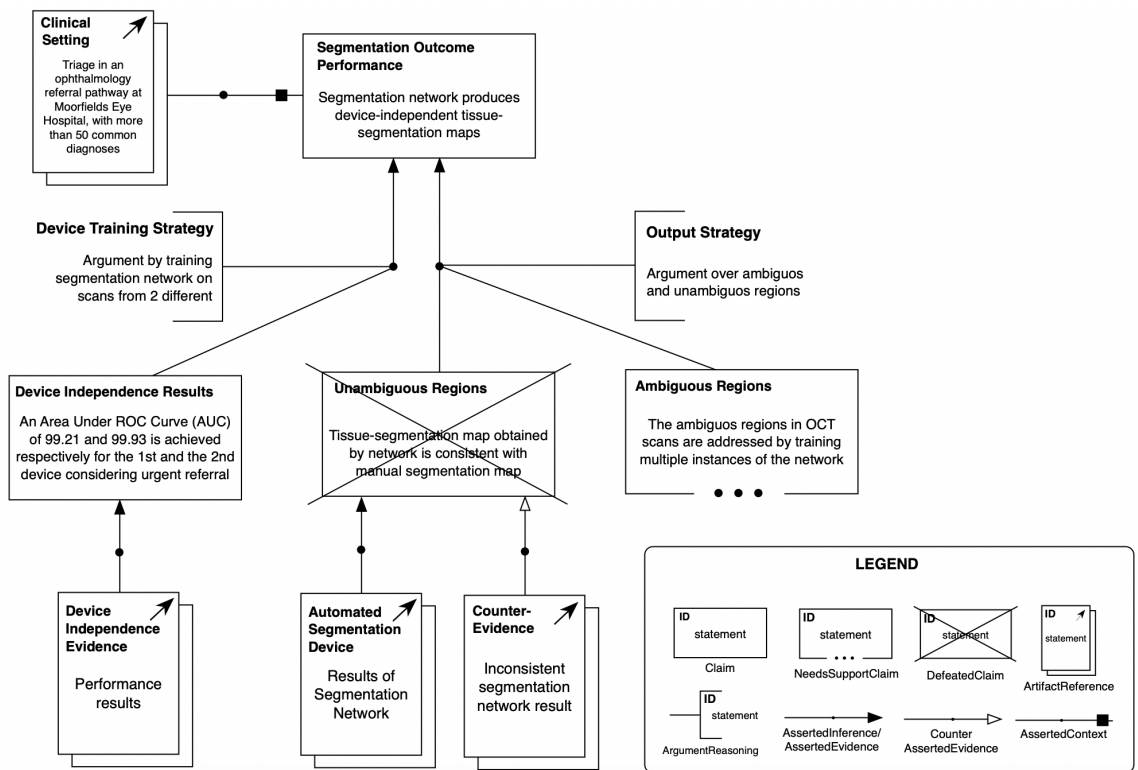 Clinical
Setting
Triage in an
ophthalmology
referral pathway at
Moorfields Eye
Hospital, with more
than 50 common
diagnoses
Segmentation Outcome
Performance
Segmentation network produces
device-independent tissue-
segmentation maps
Device Training Strategy
Argument by training
segmentation network on
scans from 2 different
Output Strategy
Argument over ambiguos
and unambiguos regions
Device Independence Results
An Area Under ROC Curve (AUC)
of 99.21 and 99.93 is achieved
respectively for the 1st and the 2nd
device considering urgent referral
Unambiguous Regions
Tissue-segmentation map obtained
by network is consistent with
manual segmentation map
Ambiguous Regions
The ambiguos regions in OCT
scans are addressed by training
multiple instances of the network
Device
Independence
Evidence
Performance
results
Automated
Segmentation
Device
Results of
Segmentation
Network
Counter-
Evidence
Inconsistent
segmentation
network result
LEGEND
ID
statement
Claim
ID
statement
NeedsSupportClaim
ID
statement
DefeatedClaim
ID
statement
ArtifactReference
ID
statement
ArgumentReasoning
AssertedInference/
AssertedEvidence
Counter
AssertedEvidence
AssertedContext